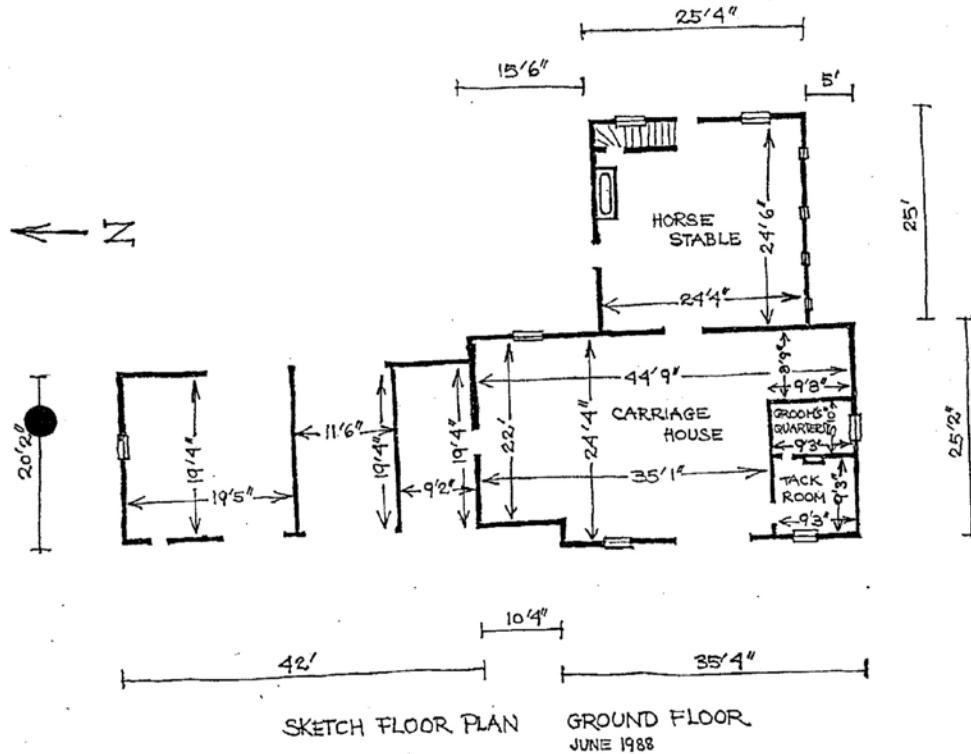 25'4"
15'6"
5'
N
HORSE
STABLE
24'6"
25'
24'4"
8'9"
44'9"
9'8"
20'2"
19'4"
11'6"
19'4"
19'4"
22'
24'4"
CARRIAGE
HOUSE
GROOM'S
QUARTERS
9'3"
25'2"
19'5"
9'2"
35'1"
TACK
ROOM
9'3"
9'3"
10'4"
42'
35'4"
SKETCH FLOOR PLAN GROUND FLOOR
JUNE 1988